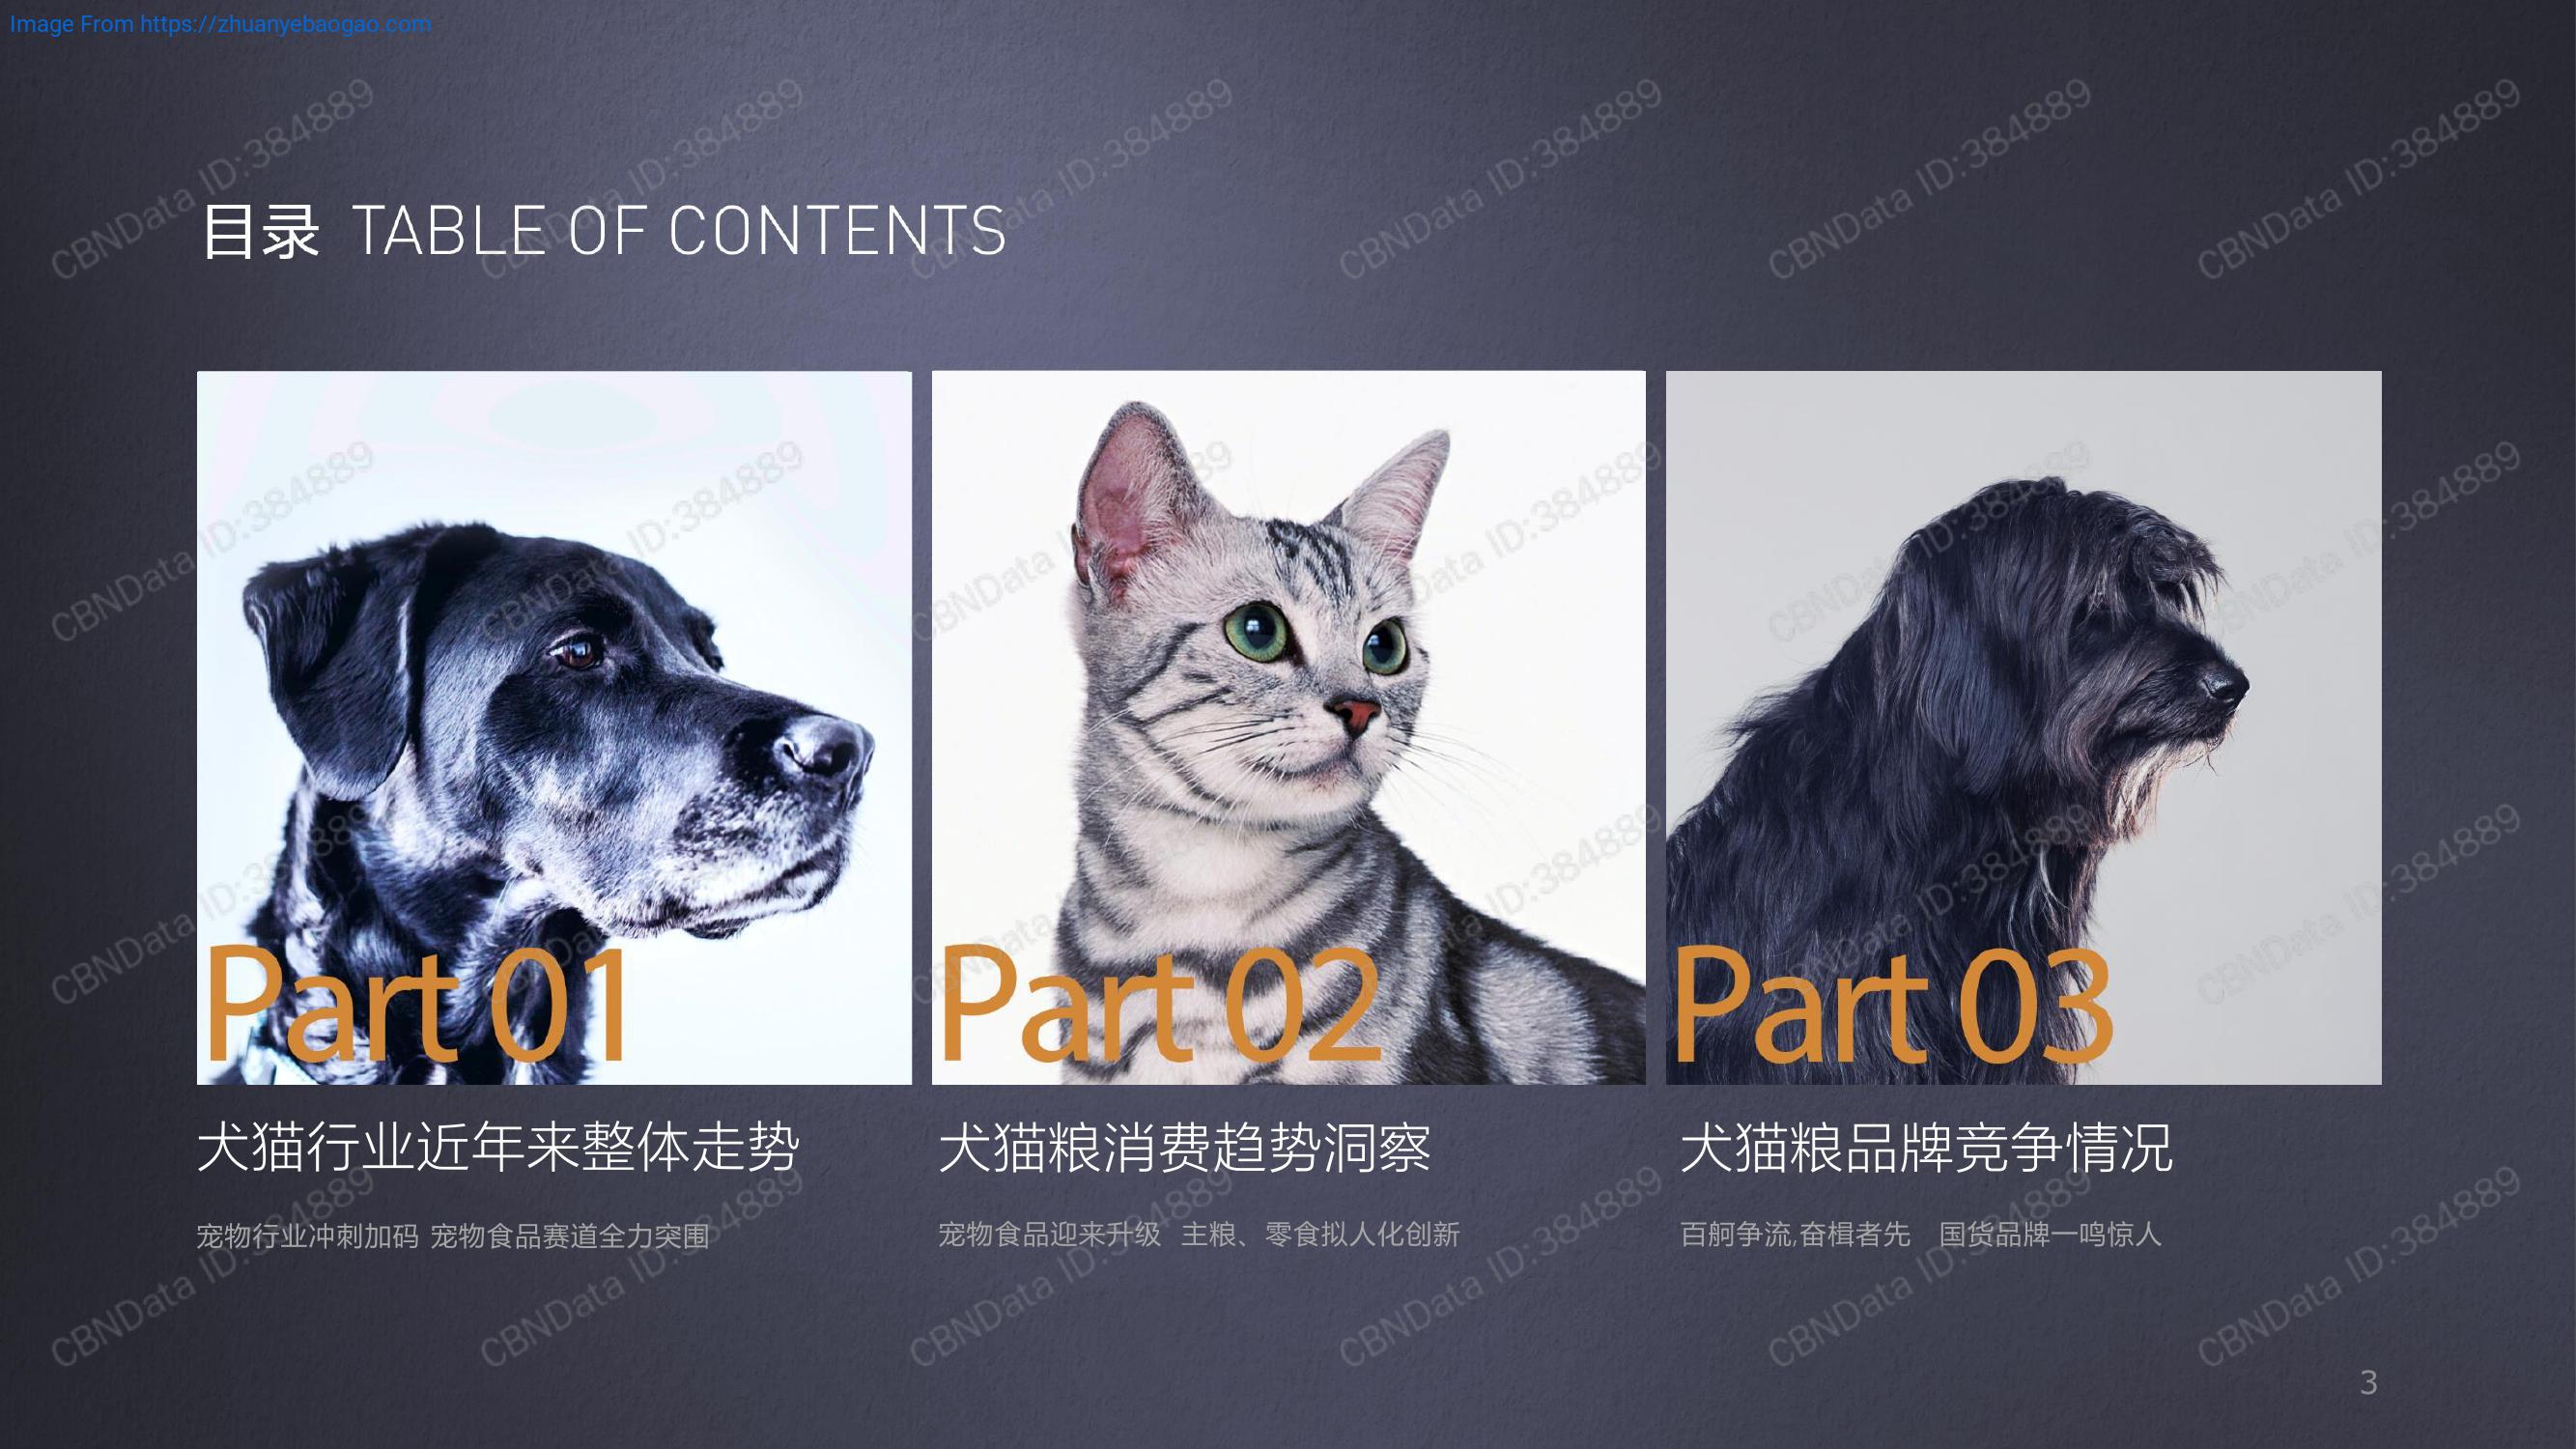 Image From https://zhuanyebaogao.com
目录 TABLE OF CONTENTS
Part 01
Part 02
Part 03
犬猫行业近年来整体走势
犬猫粮消费趋势洞察
犬猫粮品牌竞争情况
宠物行业冲刺加码 宠物食品赛道全力突围
宠物食品迎来升级 主粮、零食拟人化创新
百舸争流,奋楫者先 国货品牌一鸣惊人
3
CBNData ID:384889